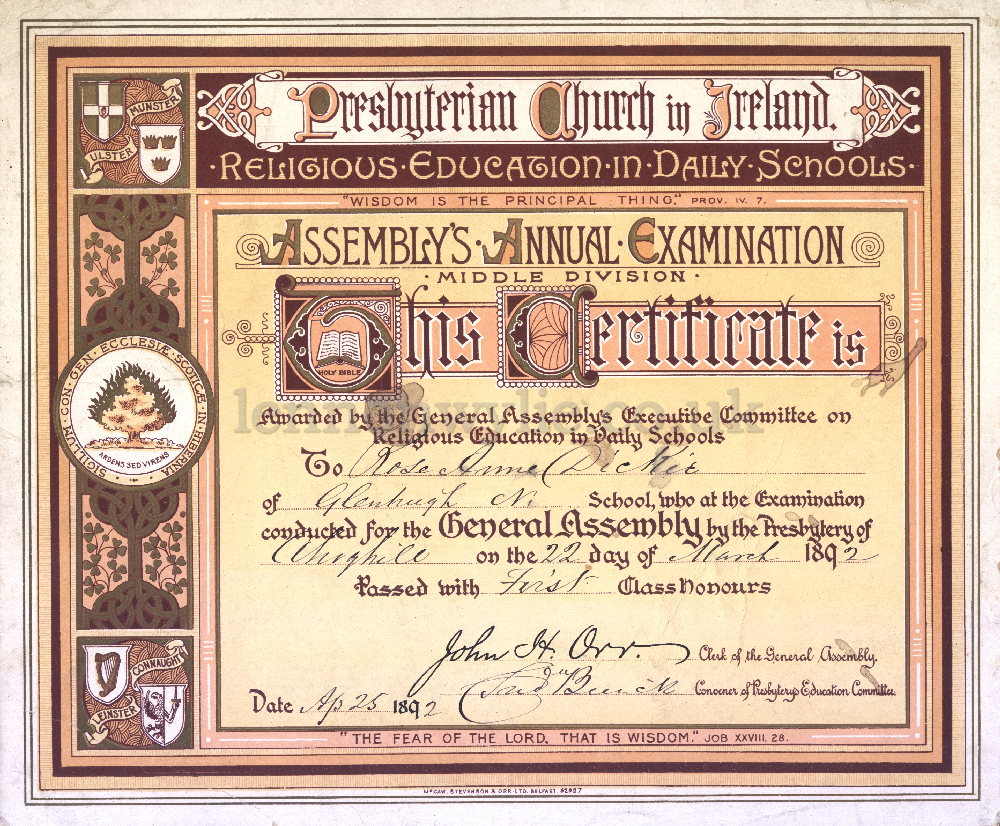 Presbyterian Church in Ireland.
·RELIGIOUS·EDUCATION·IN·DAILY·SCHOOLS·
MUNSTER
ULSTER
"WISDOM IS THE PRINCIPAL THING." PROV. IV. 7.
ASSEMBLY'S·ANNUAL·EXAMINATION
·MIDDLE DIVISION·
This Certificate is
HOLY BIBLE
Awarded by the General Assembly's Executive Committee on
Religious Education in Daily Schools
To Rose Anne Dickie
of Glenhugh N. School, who at the Examination
conducted for the General Assembly by the Presbytery of
on the 22 day of March 1892
Passed with First Class Honours
John H. Orr. Clerk of the General Assembly.
Convener of Presbytery's Education Committee.
Date Ap 25 1892
SIGILLUM·CON·GEN·ECCLESIÆ·SCOTICÆ·IN·HIBERNIA
ARDENS SED VIRENS
CONNAUGHT
LEINSTER
"THE FEAR OF THE LORD, THAT IS WISDOM." JOB XXVIII. 28.
McCAW, STEVENSON & ORR LTD. BELFAST. 62927